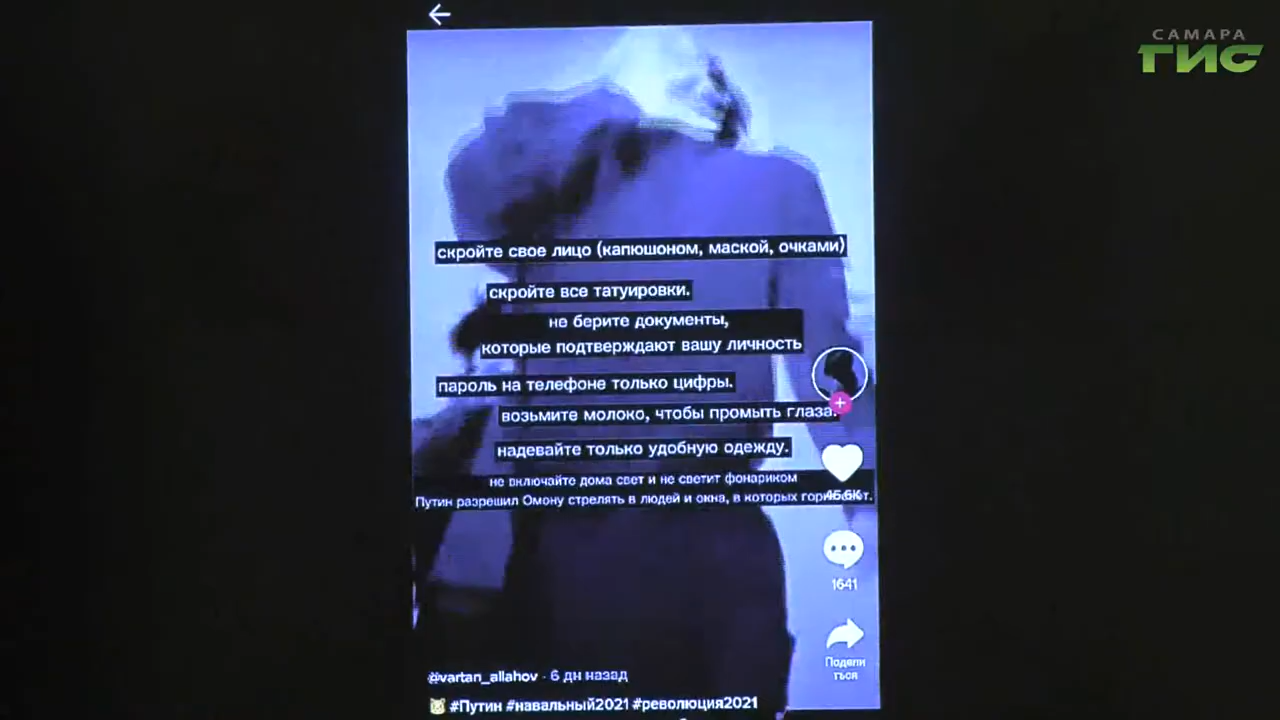 САМАРА
ГИС
скройте свое лицо (капюшоном, маской, очками)
скройте все татуировки.
не берите документы,
которые подтверждают вашу личность
пароль на телефоне только цифры.
возьмите молоко, чтобы промыть глаза.
надевайте только удобную одежду.
не включайте дома свет и не светит фонариком
Путин разрешил Омону стрелять в людей и окна, в которых
1641
Подели
ться
@vartan_allahov · 6 дн назад
#Путин #навальный2021 #революция2021